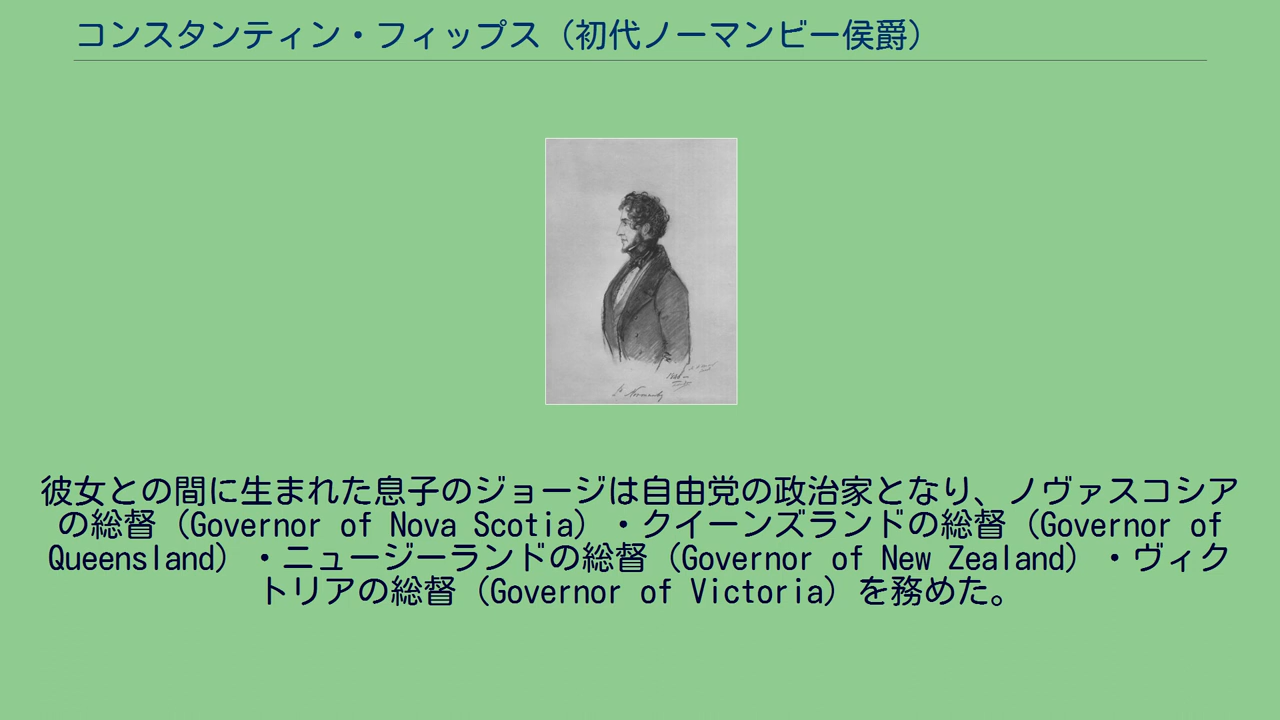 コンスタンティン・フィップス（初代ノーマンビー侯爵）
彼女との間に生まれた息子のジョージは自由党の政治家となり、ノヴァスコシア
の総督（Governor of Nova Scotia）・クイーンズランドの総督（Governor of
Queensland）・ニュージーランドの総督（Governor of New Zealand）・ヴィク
トリアの総督（Governor of Victoria）を務めた。